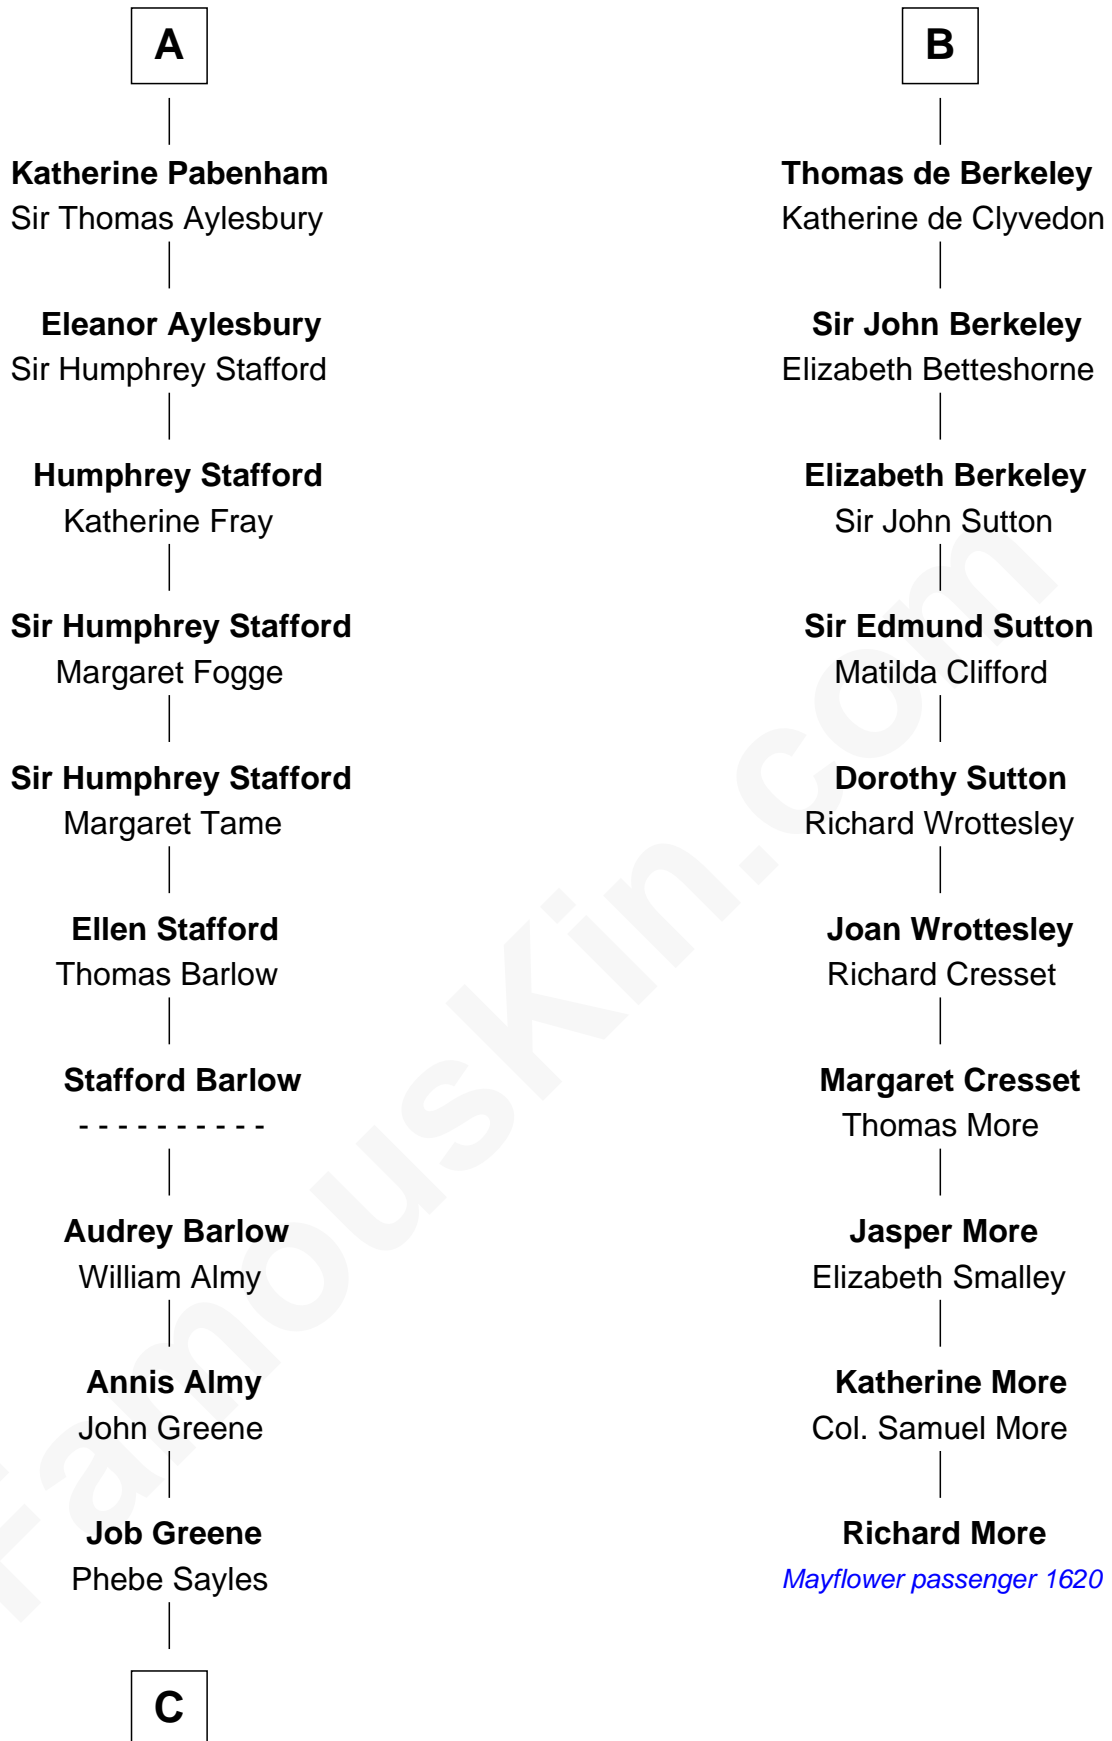 A
Katherine Pabenham
Sir Thomas Aylesbury
Eleanor Aylesbury
Sir Humphrey Stafford
Humphrey Stafford
Katherine Fray
Sir Humphrey Stafford
Margaret Fogge
Sir Humphrey Stafford
Margaret Tame
Ellen Stafford
Thomas Barlow
Stafford Barlow
- - - - - - - - - -
Audrey Barlow
William Almy
Annis Almy
John Greene
Job Greene
Phebe Sayles
C
B
Thomas de Berkeley
Katherine de Clyvedon
Sir John Berkeley
Elizabeth Betteshorne
Elizabeth Berkeley
Sir John Sutton
Sir Edmund Sutton
Matilda Clifford
Dorothy Sutton
Richard Wrottesley
Joan Wrottesley
Richard Cresset
Margaret Cresset
Thomas More
Jasper More
Elizabeth Smalley
Katherine More
Col. Samuel More
Richard More
Mayflower passenger 1620
FamousKin.com